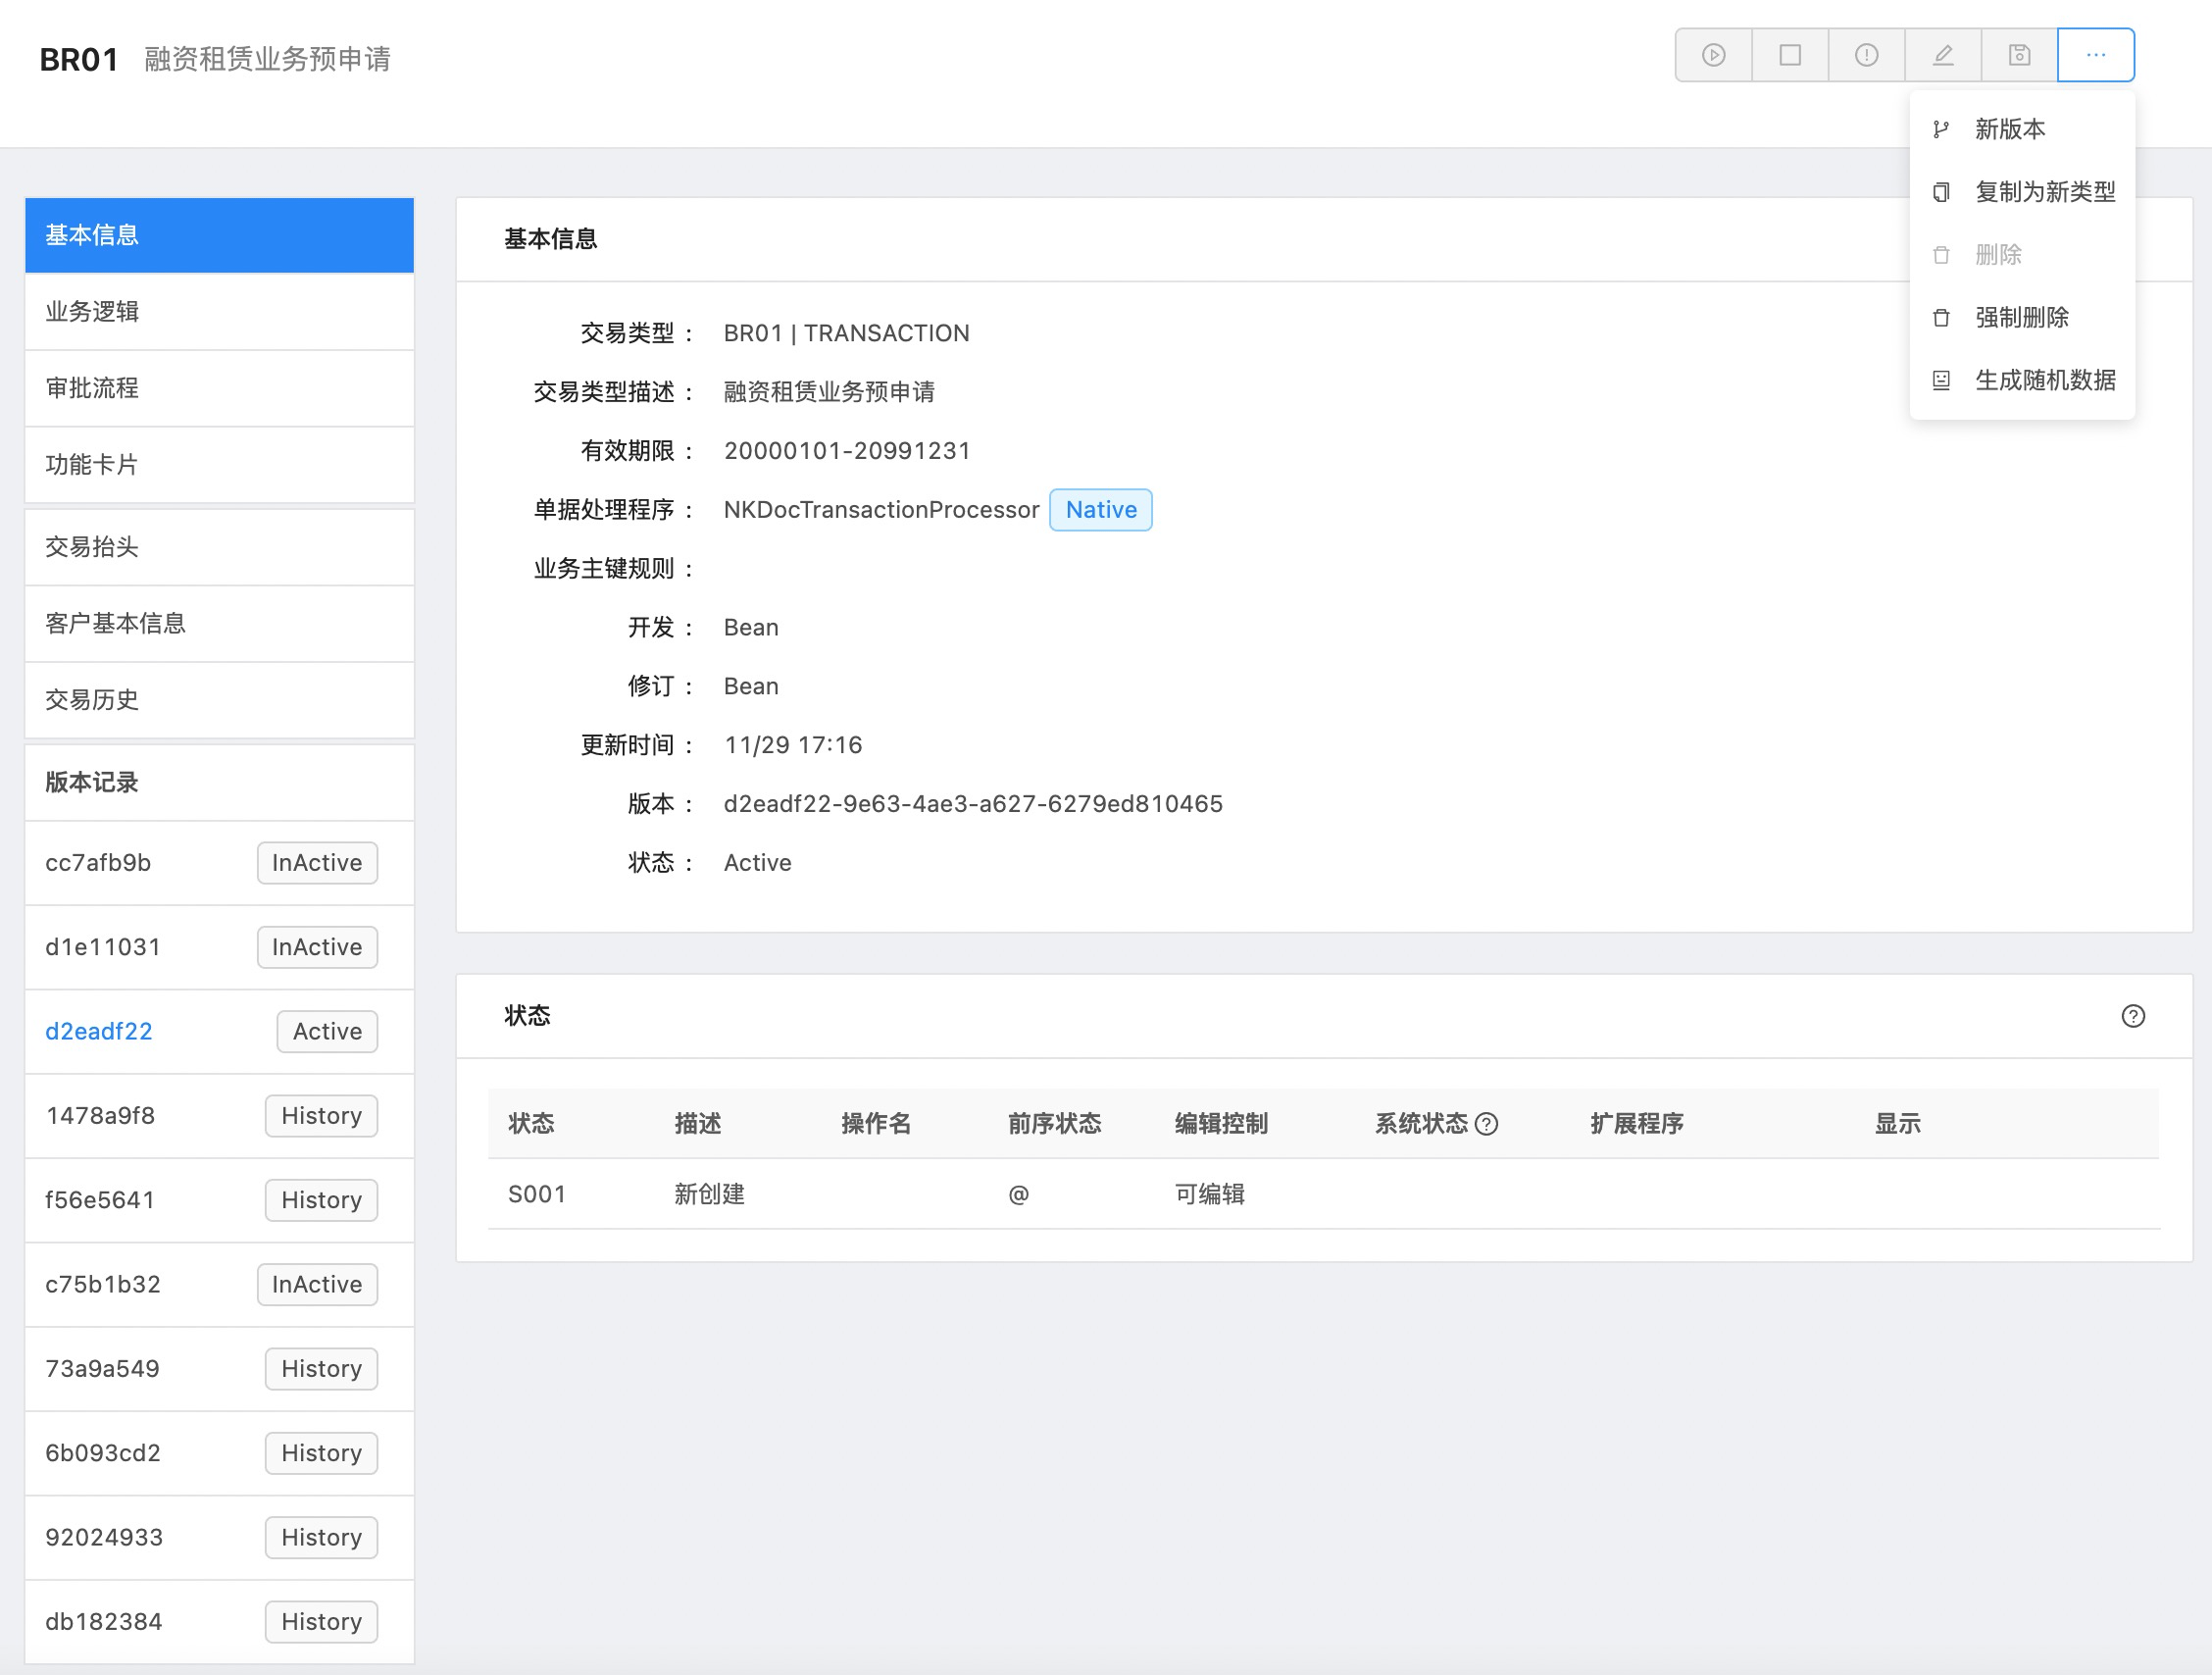 BR01 融资租赁业务预申请
···
新版本
复制为新类型
删除
强制删除
生成随机数据
基本信息
业务逻辑
审批流程
功能卡片
交易抬头
客户基本信息
交易历史
版本记录
cc7afb9b InActive
d1e11031 InActive
d2eadf22 Active
1478a9f8 History
f56e5641 History
c75b1b32 InActive
73a9a549 History
6b093cd2 History
92024933 History
db182384 History
基本信息
交易类型： BR01 | TRANSACTION
交易类型描述： 融资租赁业务预申请
有效期限： 20000101-20991231
单据处理程序： NKDocTransactionProcessor Native
业务主键规则：
开发： Bean
修订： Bean
更新时间： 11/29 17:16
版本： d2eadf22-9e63-4ae3-a627-6279ed810465
状态： Active
状态
状态 描述 操作名 前序状态 编辑控制 系统状态 扩展程序 显示
S001 新创建 @ 可编辑